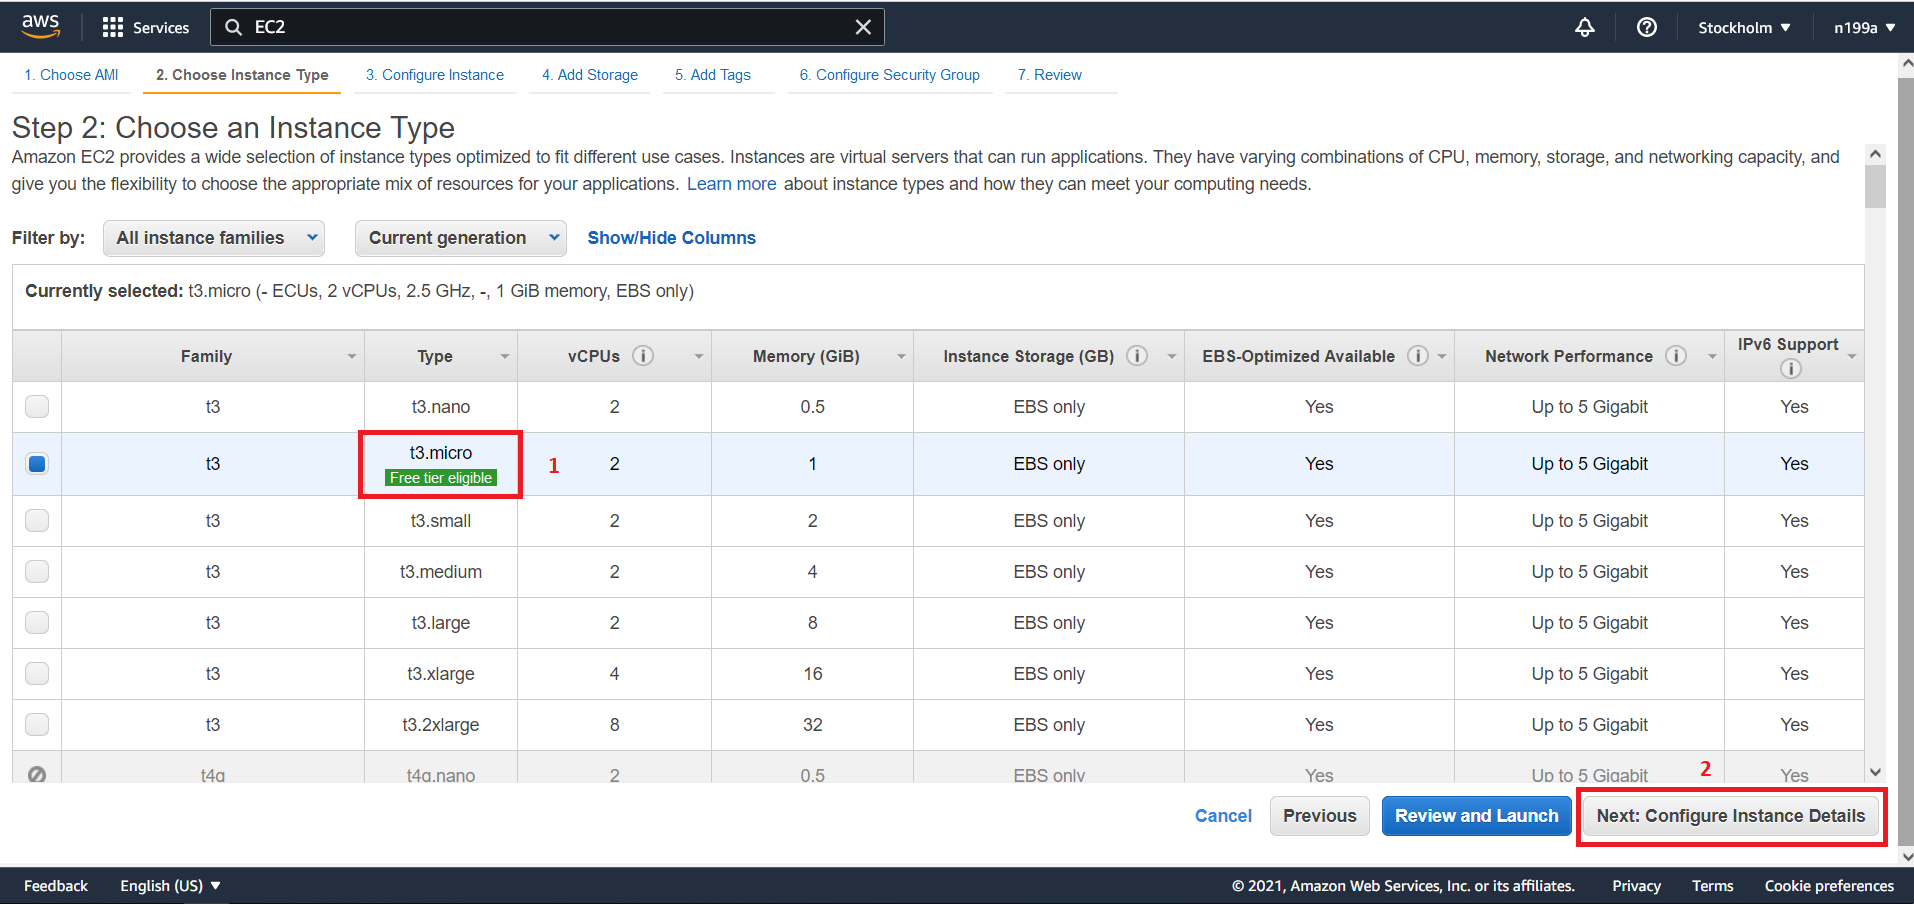 aws Services EC2 Stockholm n199a
1. Choose AMI 2. Choose Instance Type 3. Configure Instance 4. Add Storage 5. Add Tags 6. Configure Security Group 7. Review
Step 2: Choose an Instance Type
Amazon EC2 provides a wide selection of instance types optimized to fit different use cases. Instances are virtual servers that can run applications. They have varying combinations of CPU, memory, storage, and networking capacity, and
give you the flexibility to choose the appropriate mix of resources for your applications. Learn more about instance types and how they can meet your computing needs.
Filter by: All instance families Current generation Show/Hide Columns
Currently selected: t3.micro (- ECUs, 2 vCPUs, 2.5 GHz, -, 1 GiB memory, EBS only)
Family Type vCPUs Memory (GiB) Instance Storage (GB) EBS-Optimized Available Network Performance IPv6 Support
t3 t3.nano 2 0.5 EBS only Yes Up to 5 Gigabit Yes
t3 t3.micro Free tier eligible 1 2 1 EBS only Yes Up to 5 Gigabit Yes
t3 t3.small 2 2 EBS only Yes Up to 5 Gigabit Yes
t3 t3.medium 2 4 EBS only Yes Up to 5 Gigabit Yes
t3 t3.large 2 8 EBS only Yes Up to 5 Gigabit Yes
t3 t3.xlarge 4 16 EBS only Yes Up to 5 Gigabit Yes
t3 t3.2xlarge 8 32 EBS only Yes Up to 5 Gigabit Yes
t4g t4g.nano 2 0.5 EBS only Yes Up to 5 Gigabit Yes
2
Cancel Previous Review and Launch Next: Configure Instance Details
Feedback English (US) © 2021, Amazon Web Services, Inc. or its affiliates. Privacy Terms Cookie preferences